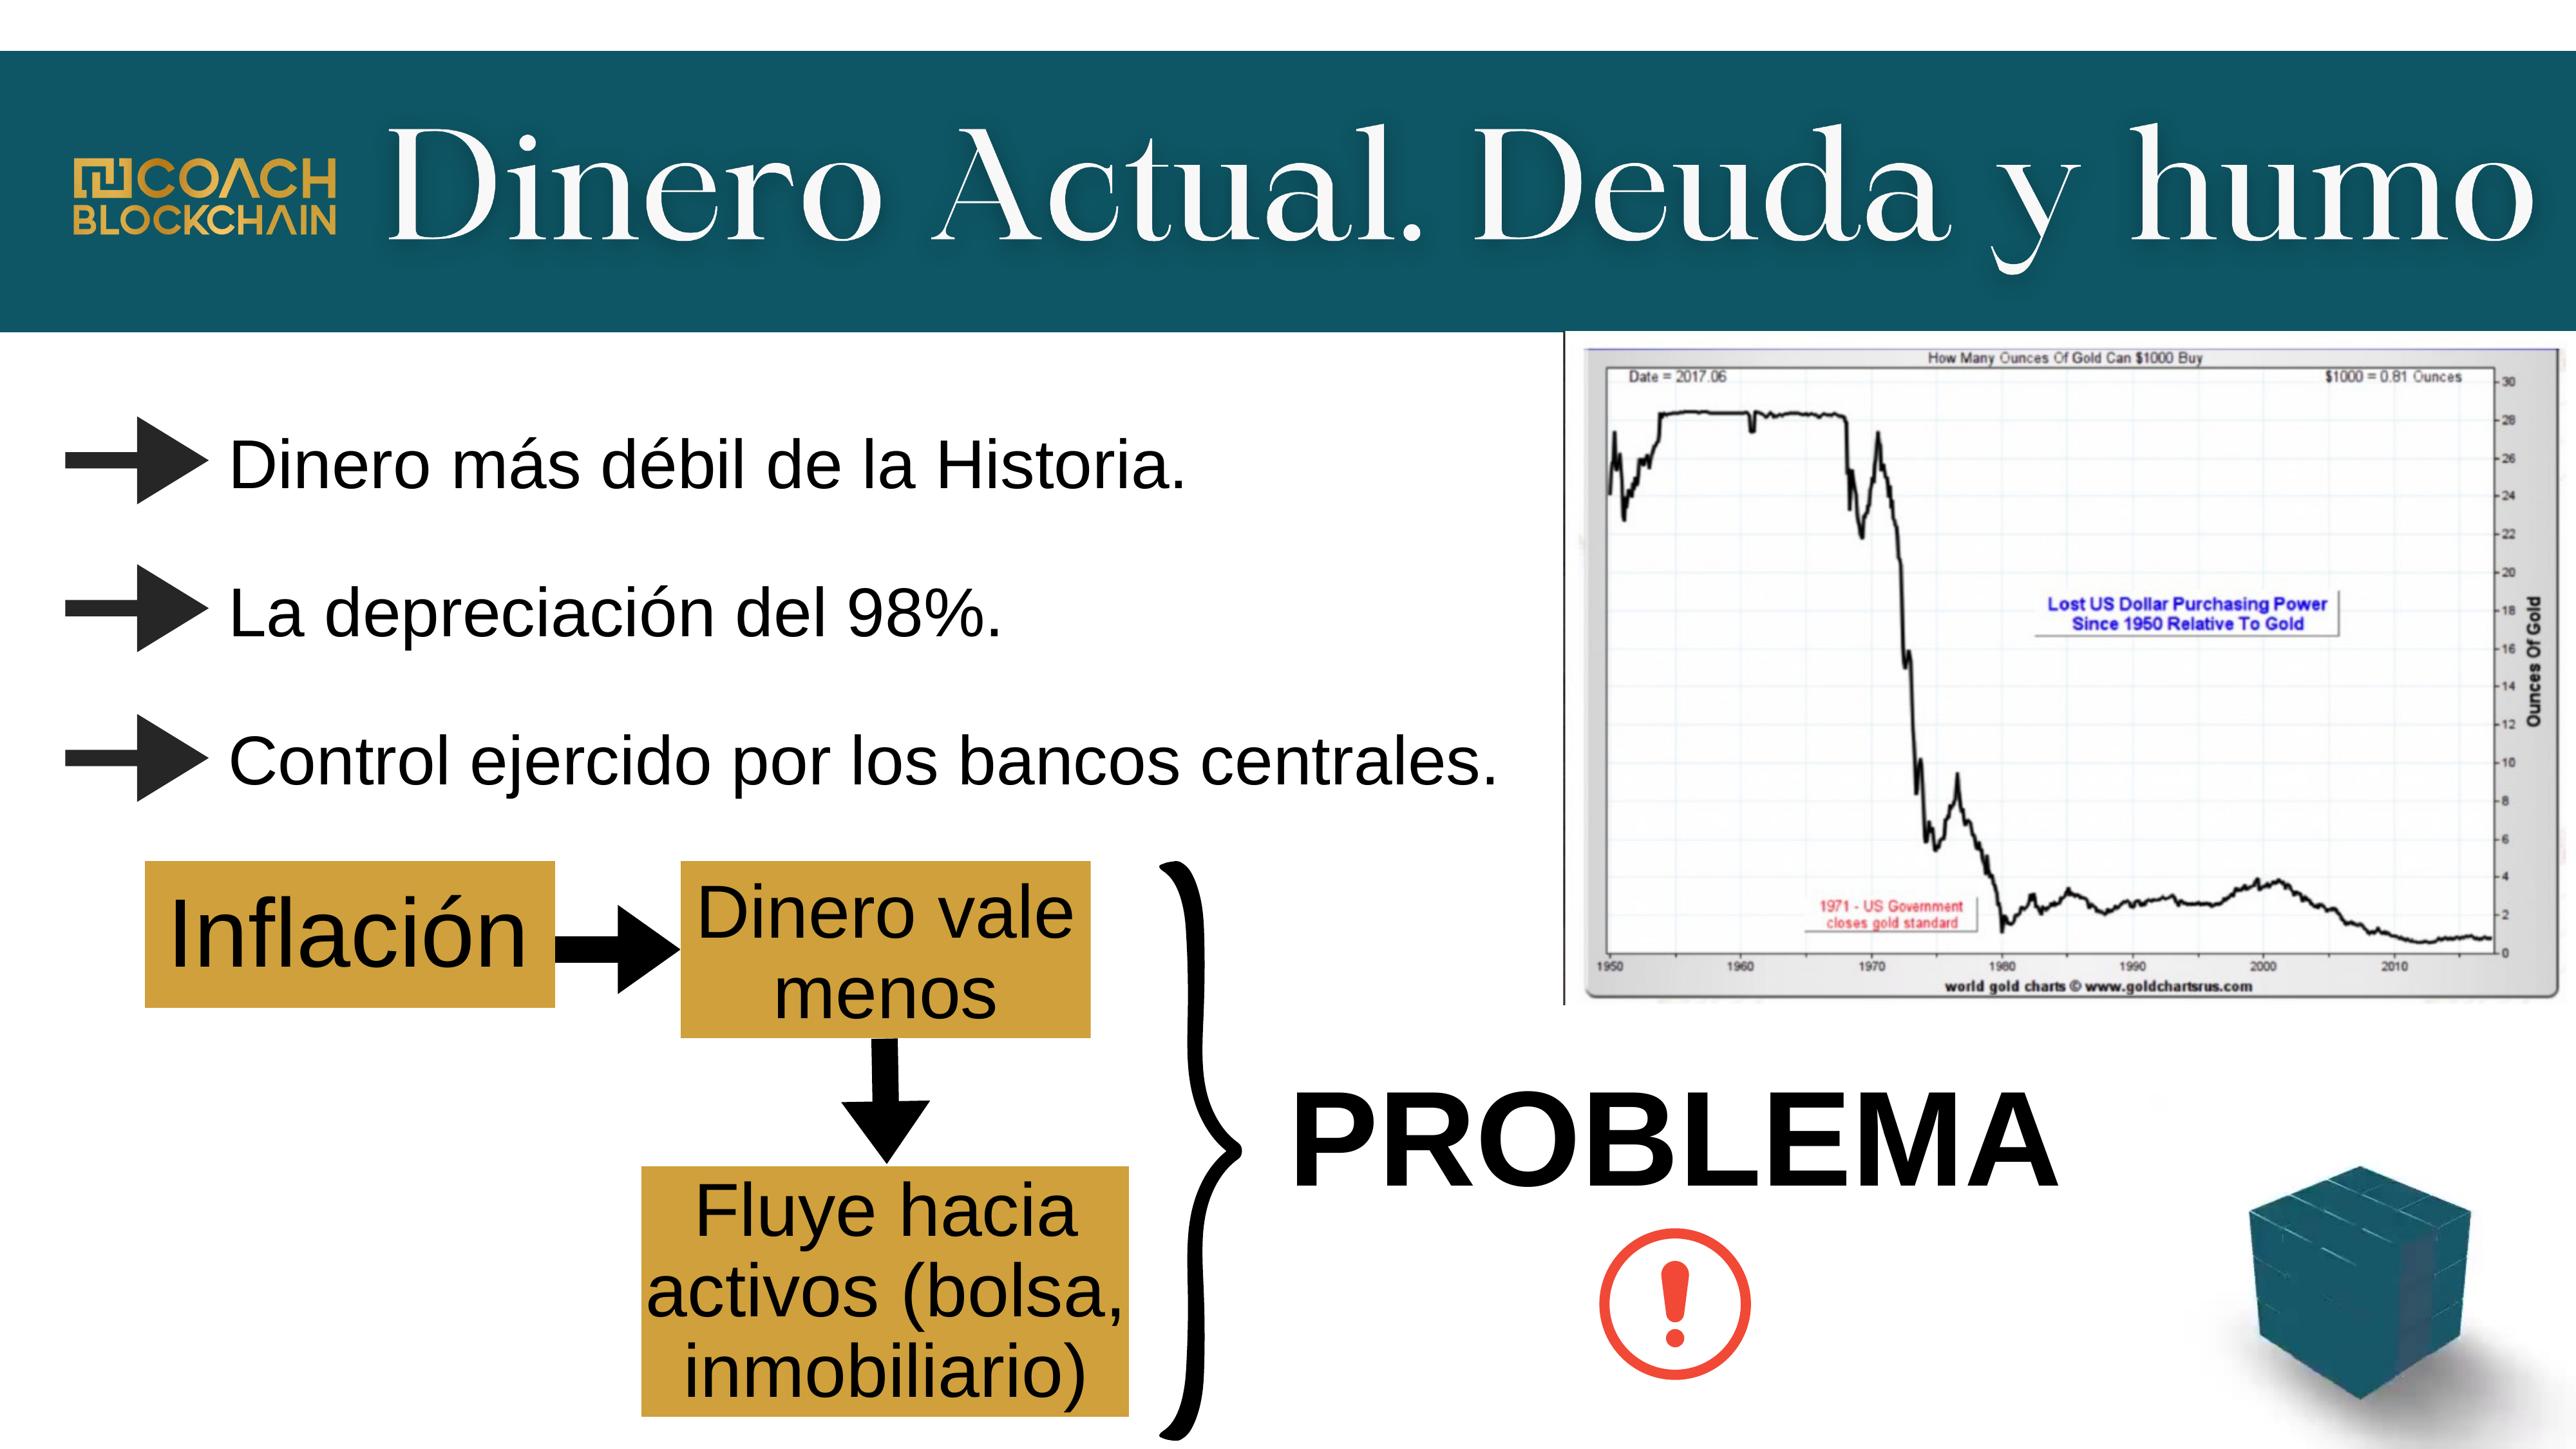 COACH
BLOCKCHAIN
Dinero Actual. Deuda y humo
Dinero más débil de la Historia.
La depreciación del 98%.
Control ejercido por los bancos centrales.
Inflación
Dinero vale
menos
Fluye hacia
activos (bolsa,
inmobiliario)
PROBLEMA
How Many Ounces Of Gold Can $1000 Buy
Date = 2017.06
$1000 = 0.81 Ounces
30
28
26
24
22
20
18
16
14
12
10
8
6
4
2
0
Ounces Of Gold
Lost US Dollar Purchasing Power
Since 1950 Relative To Gold
1971 - US Government
closes gold standard
1950 1960 1970 1980 1990 2000 2010
world gold charts © www.goldchartsrus.com